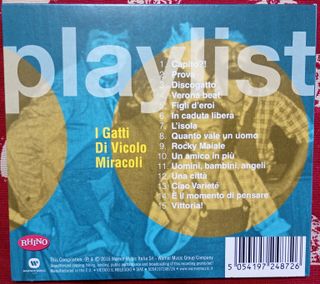 playlist
I Gatti
Di Vicolo
Miracoli
1. Capito?!
2. Prova
3. Discogatto
4. Verona beat
5. Figli d'eroi
6. In caduta libera
7. L'isola
8. Quanto vale un uomo
9. Rocky Maiale
10. Un amico in più
11. Uomini, bambini, angeli
12. Una città
13. Ciao Varieté
14. È il momento di pensare
15. Vittoria!
RHINO
5 054197 248726